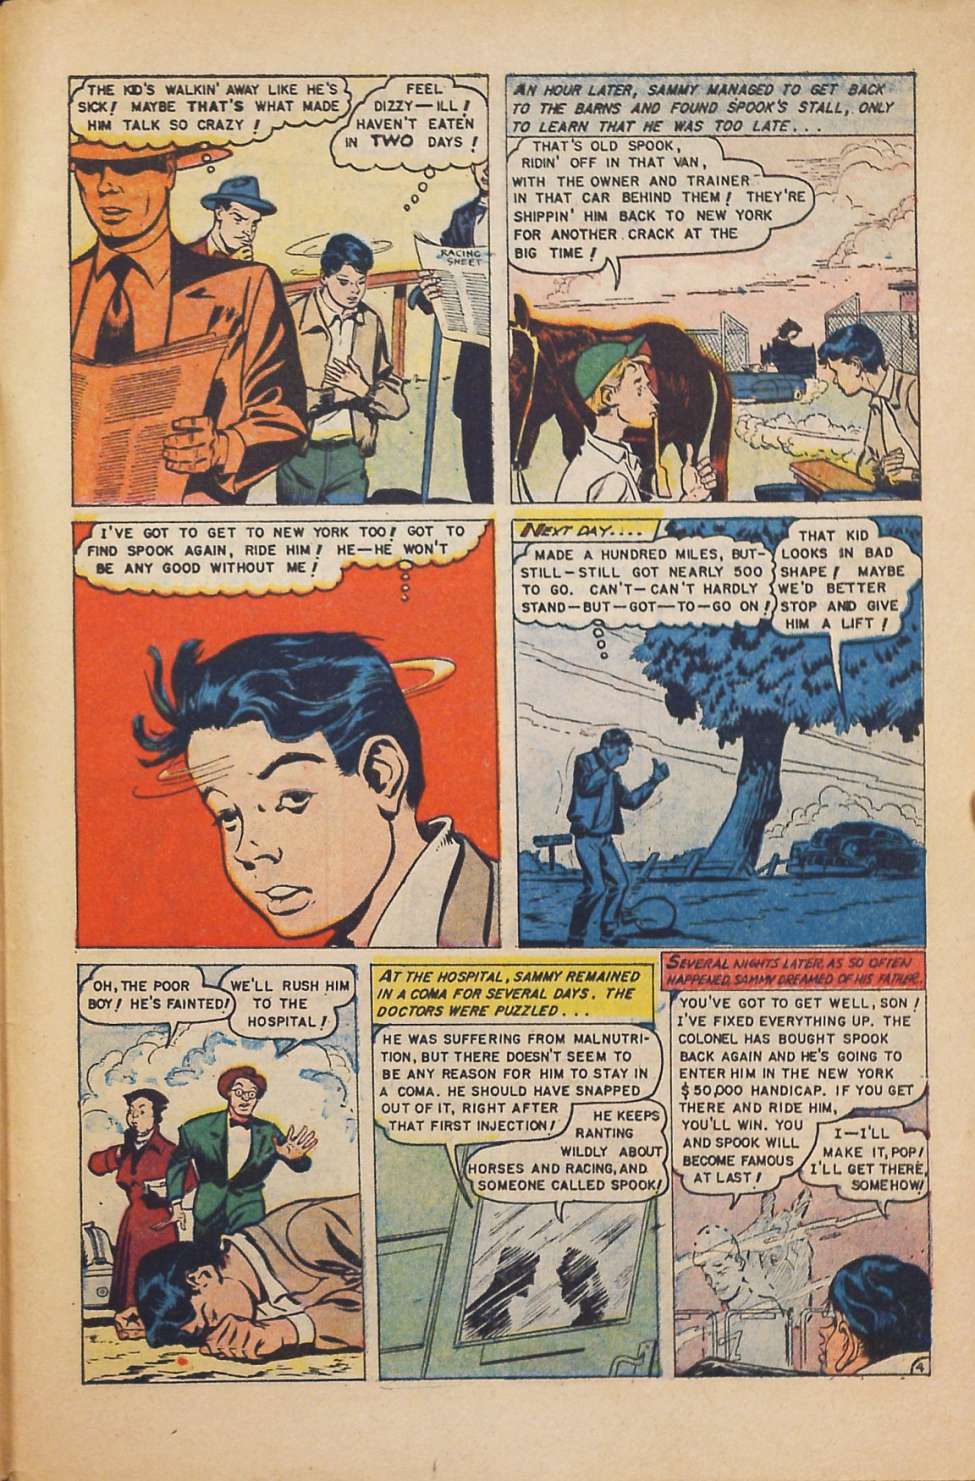 THE KID'S WALKIN' AWAY LIKE HE'S
SICK! MAYBE THAT'S WHAT MADE
HIM TALK SO CRAZY!
FEEL
DIZZY—ILL!
HAVEN'T EATEN
IN TWO DAYS!
RACING
SHEET
AN HOUR LATER, SAMMY MANAGED TO GET BACK
TO THE BARNS AND FOUND SPOOK'S STALL, ONLY
TO LEARN THAT HE WAS TOO LATE...
THAT'S OLD SPOOK,
RIDIN' OFF IN THAT VAN,
WITH THE OWNER AND TRAINER
IN THAT CAR BEHIND THEM! THEY'RE
SHIPPIN' HIM BACK TO NEW YORK
FOR ANOTHER CRACK AT THE
BIG TIME!
I'VE GOT TO GET TO NEW YORK TOO! GOT TO
FIND SPOOK AGAIN, RIDE HIM! HE—HE WON'T
BE ANY GOOD WITHOUT ME!
NEXT DAY....
MADE A HUNDRED MILES, BUT—
STILL—STILL GOT NEARLY 500
TO GO. CAN'T—CAN'T HARDLY
STAND—BUT—GOT—TO—GO ON!
THAT KID
LOOKS IN BAD
SHAPE! MAYBE
WE'D BETTER
STOP AND GIVE
HIM A LIFT!
OH, THE POOR
BOY! HE'S FAINTED!
WE'LL RUSH HIM
TO THE
HOSPITAL!
AT THE HOSPITAL, SAMMY REMAINED
IN A COMA FOR SEVERAL DAYS. THE
DOCTORS WERE PUZZLED...
HE WAS SUFFERING FROM MALNUTRI-
TION, BUT THERE DOESN'T SEEM TO
BE ANY REASON FOR HIM TO STAY IN
A COMA. HE SHOULD HAVE SNAPPED
OUT OF IT, RIGHT AFTER
THAT FIRST INJECTION!
HE KEEPS
RANTING
WILDLY ABOUT
HORSES AND RACING, AND
SOMEONE CALLED SPOOK!
SEVERAL NIGHTS LATER, AS SO OFTEN
HAPPENED, SAMMY DREAMED OF HIS FATHER.
YOU'VE GOT TO GET WELL, SON!
I'VE FIXED EVERYTHING UP. THE
COLONEL HAS BOUGHT SPOOK
BACK AGAIN AND HE'S GOING TO
ENTER HIM IN THE NEW YORK
$50,000 HANDICAP. IF YOU GET
THERE AND RIDE HIM,
YOU'LL WIN. YOU
AND SPOOK WILL
BECOME FAMOUS
AT LAST!
I—I'LL
MAKE IT, POP!
I'LL GET THERE,
SOMEHOW!
4